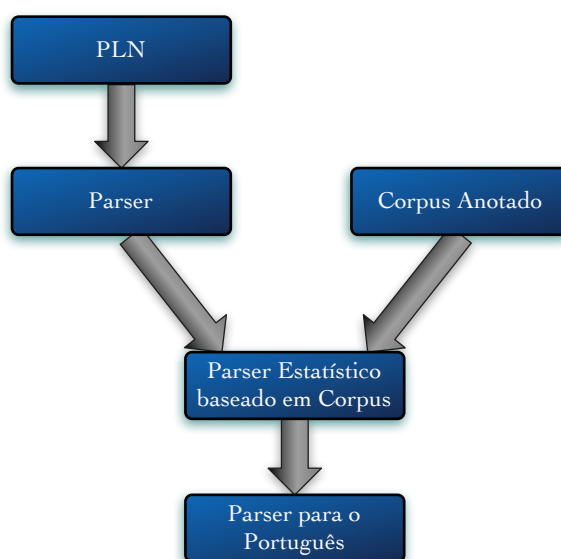 PLN
Parser
Corpus Anotado
Parser Estatístico
baseado em Corpus
Parser para o
Português